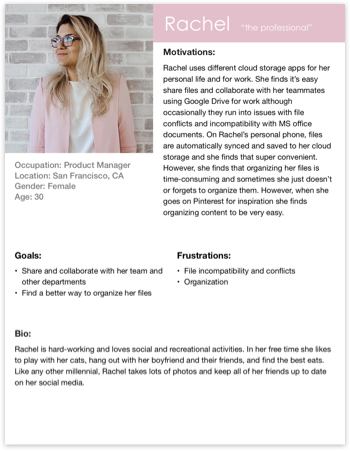 Rachel "the professional"
Motivations:
Rachel uses different cloud storage apps for her
personal life and for work. She finds it's easy
share files and collaborate with her teammates
using Google Drive for work although
occasionally they run into issues with file
conflicts and incompatibility with MS office
documents. On Rachel's personal phone, files
are automatically synced and saved to her cloud
storage and she finds that super convenient.
However, she finds that organizing her files is
time-consuming and sometimes she just doesn't
or forgets to organize them. However, when she
goes on Pinterest for inspiration she finds
organizing content to be very easy.
Occupation: Product Manager
Location: San Francisco, CA
Gender: Female
Age: 30
Goals:
• Share and collaborate with her team and
other departments
• Find a better way to organize her files
Frustrations:
• File incompatibility and conflicts
• Organization
Bio:
Rachel is hard-working and loves social and recreational activities. In her free time she likes
to play with her cats, hang out with her boyfriend and their friends, and find the best eats.
Like any other millennial, Rachel takes lots of photos and keep all of her friends up to date
on her social media.